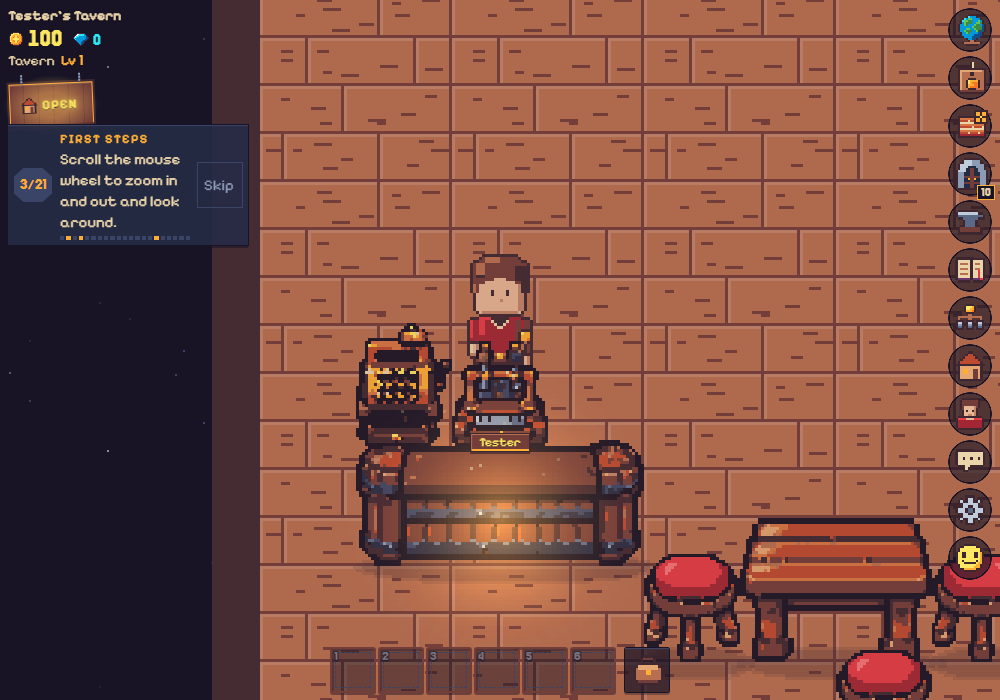 Tester's Tavern
100 0
Tavern Lv 1
OPEN
FIRST STEPS
3/21
Scroll the mouse
wheel to zoom in
and out and look
around.
Skip
10
Tester
1 2 3 4 5 6